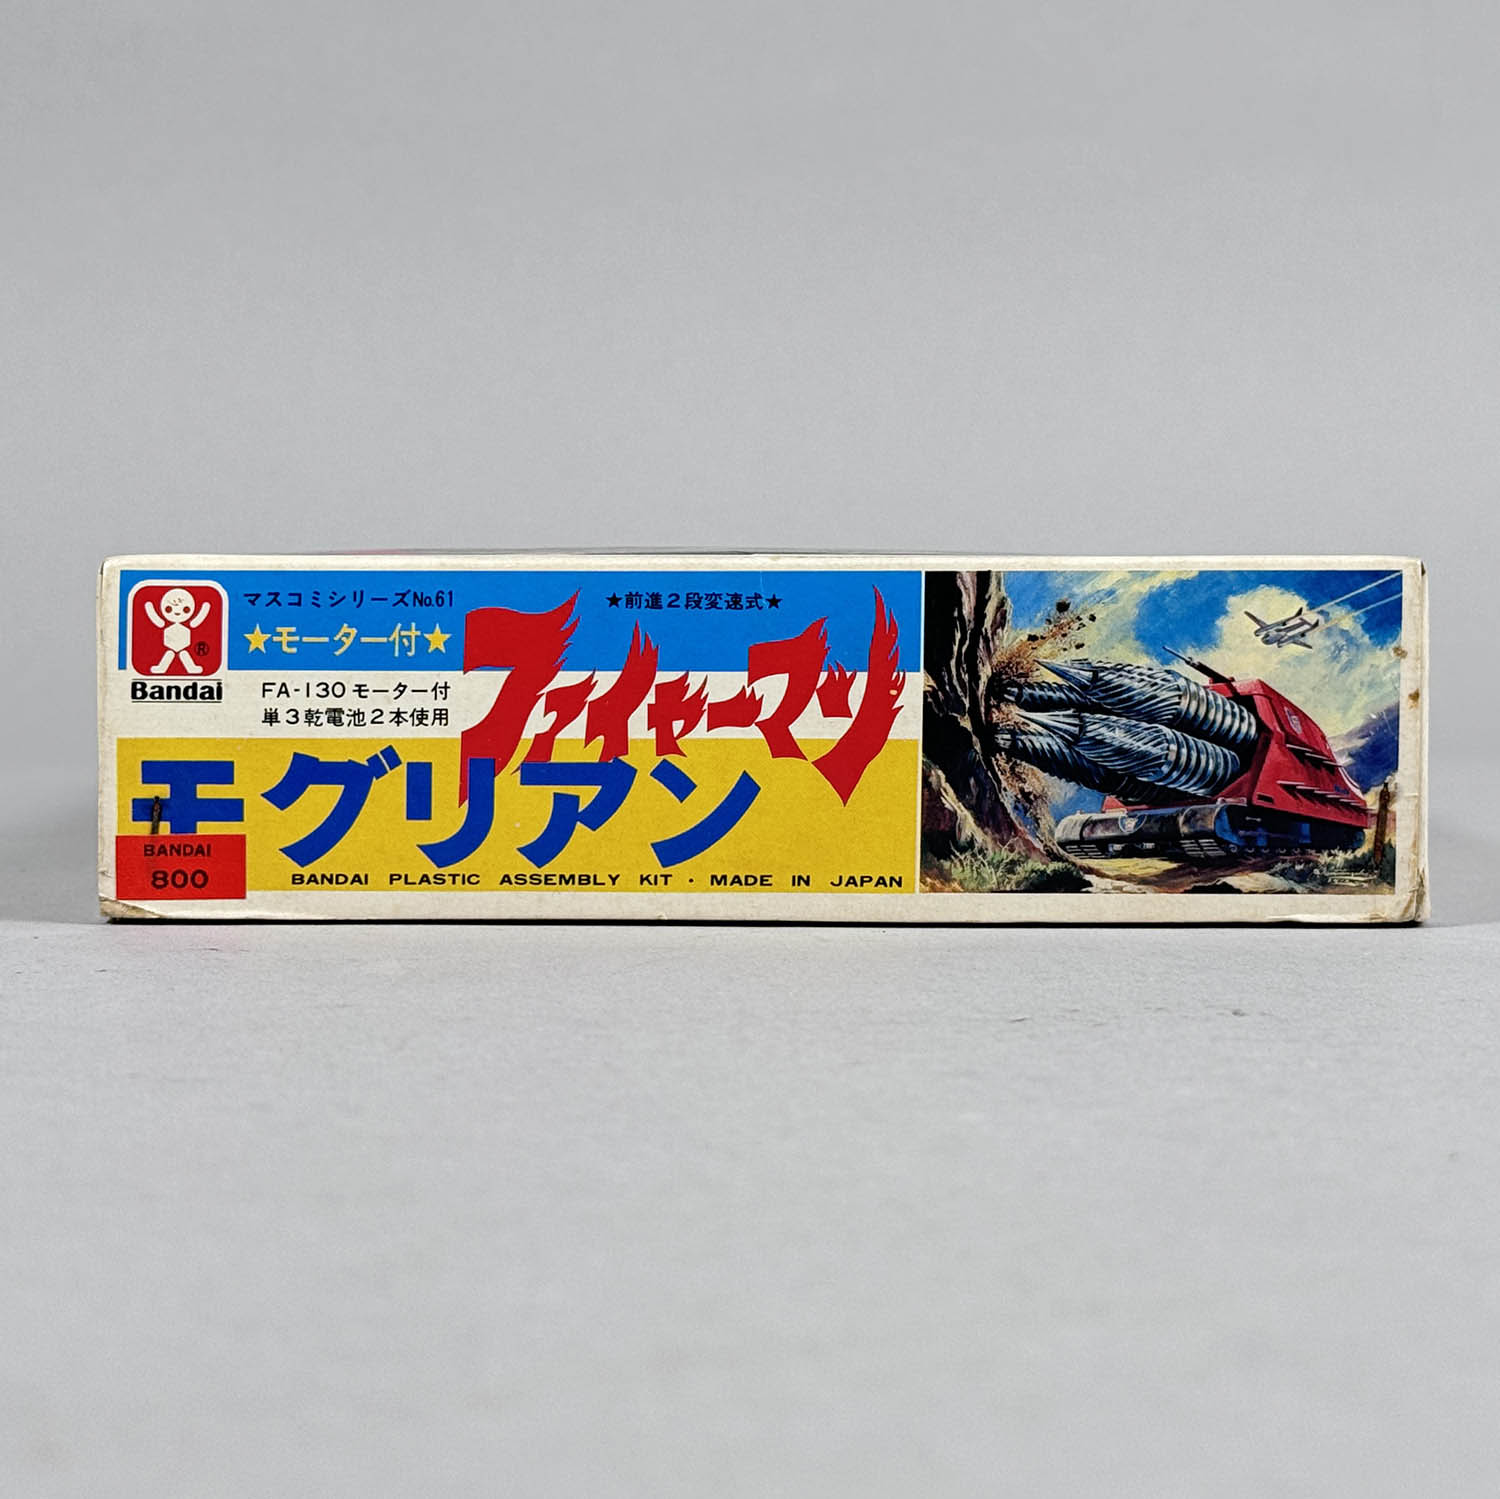 マスコミシリーズNo.61
★モーター付★
★前進2段変速式★
®
Bandai
FA-130モーター付
単3乾電池2本使用
ファイヤーマン
モグリアン
BANDAI
800
BANDAI PLASTIC ASSEMBLY KIT・MADE IN JAPAN